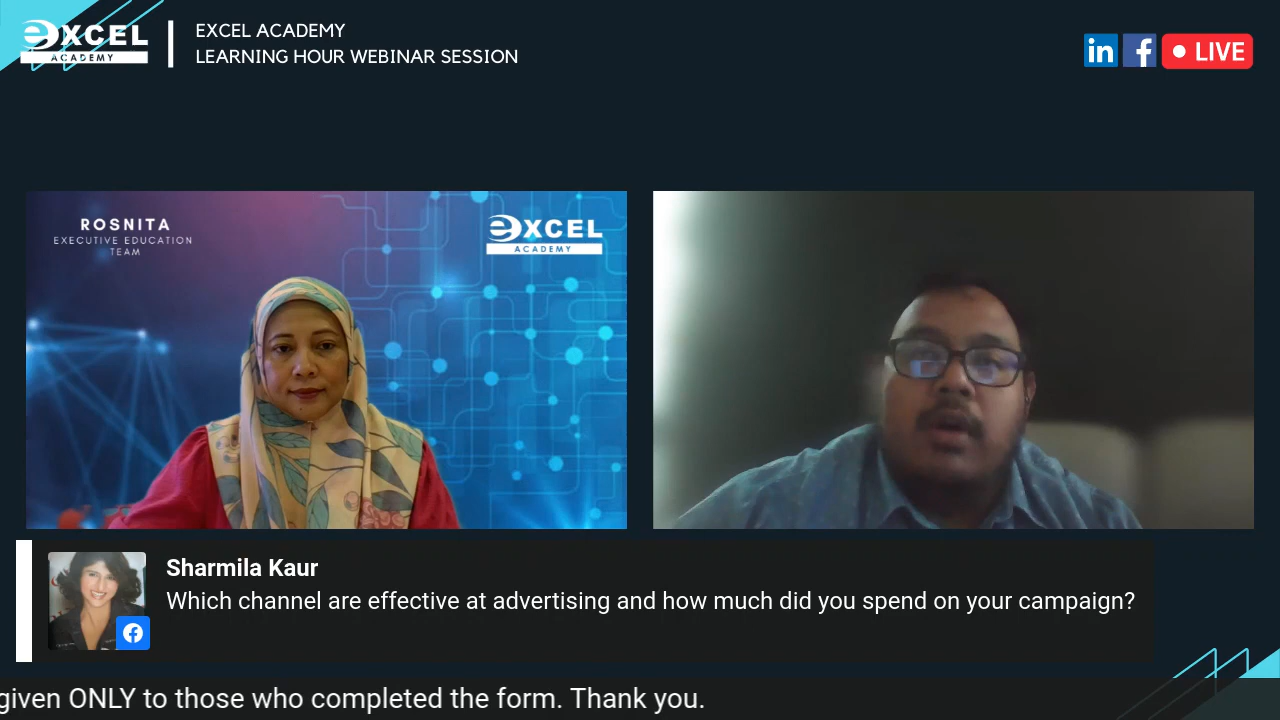 eXCEL
ACADEMY
EXCEL ACADEMY
LEARNING HOUR WEBINAR SESSION
in f LIVE
ROSNITA
EXECUTIVE EDUCATION
TEAM
eXCEL
ACADEMY
Sharmila Kaur
Which channel are effective at advertising and how much did you spend on your campaign?
given ONLY to those who completed the form. Thank you.